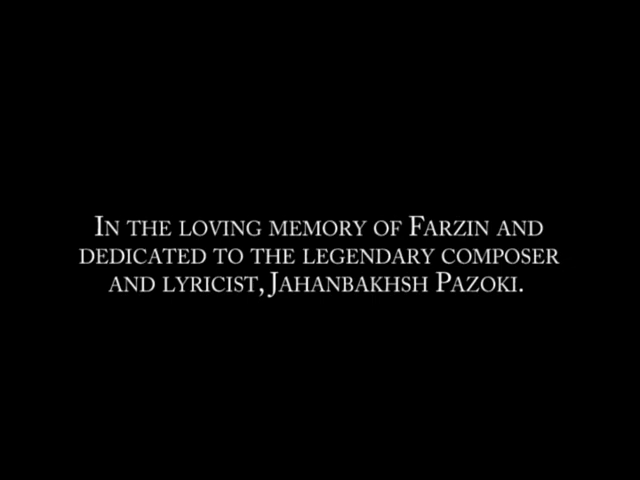 In the loving memory of Farzin and
dedicated to the legendary composer
and lyricist, Jahanbakhsh Pazoki.